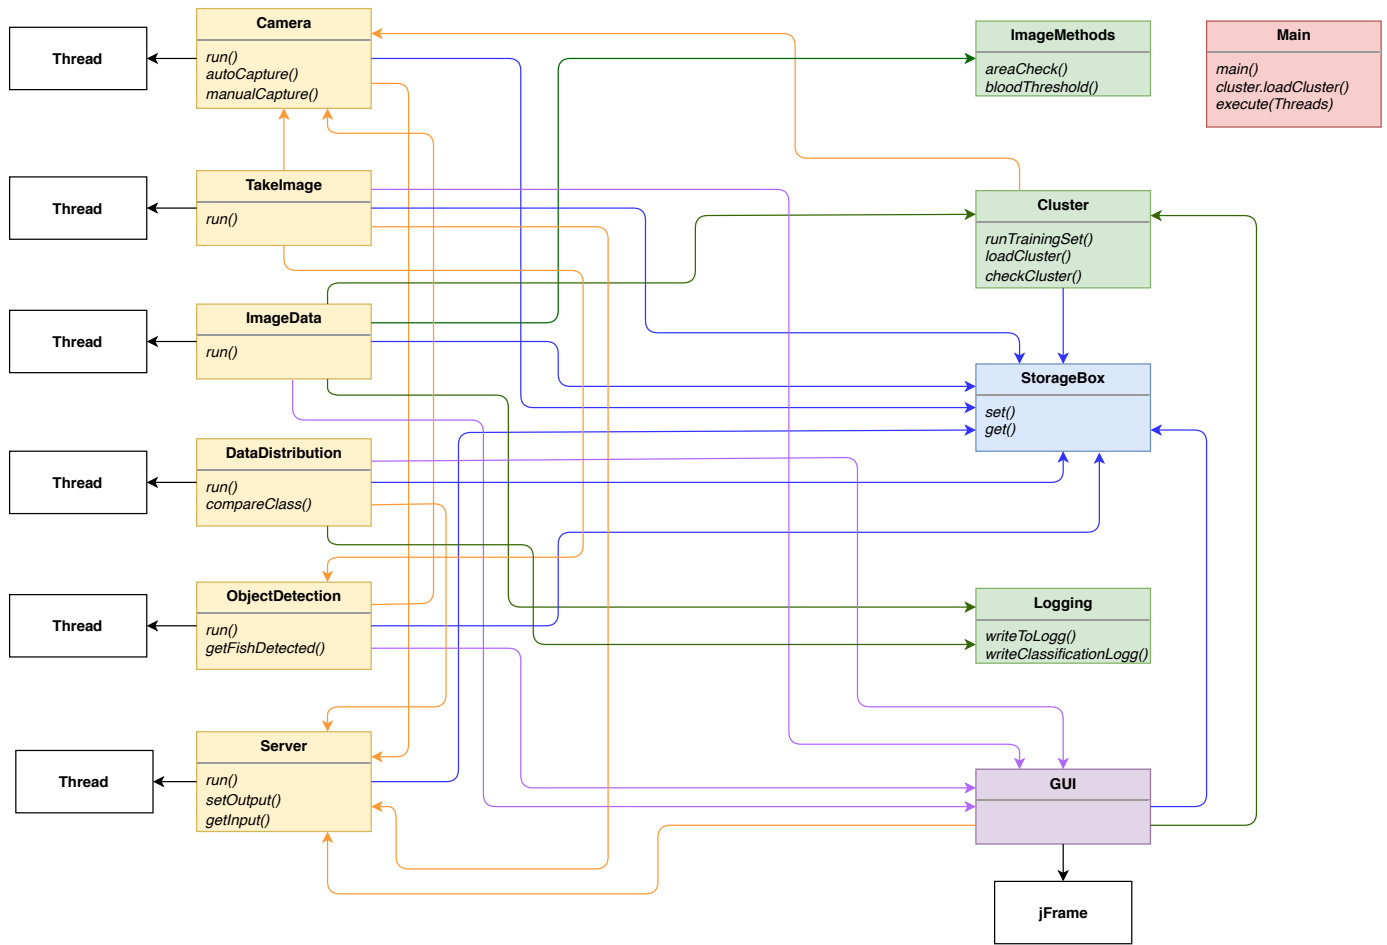 Thread
Camera
run()
autoCapture()
manualCapture()
ImageMethods
areaCheck()
bloodThreshold()
Main
main()
cluster.loadCluster()
execute(Threads)
Thread
TakeImage
run()
Cluster
runTrainingSet()
loadCluster()
checkCluster()
Thread
ImageData
run()
StorageBox
set()
get()
Thread
DataDistribution
run()
compareClass()
Thread
ObjectDetection
run()
getFishDetected()
Logging
writeToLogg()
writeClassificationLogg()
Thread
Server
run()
setOutput()
getInput()
GUI
jFrame